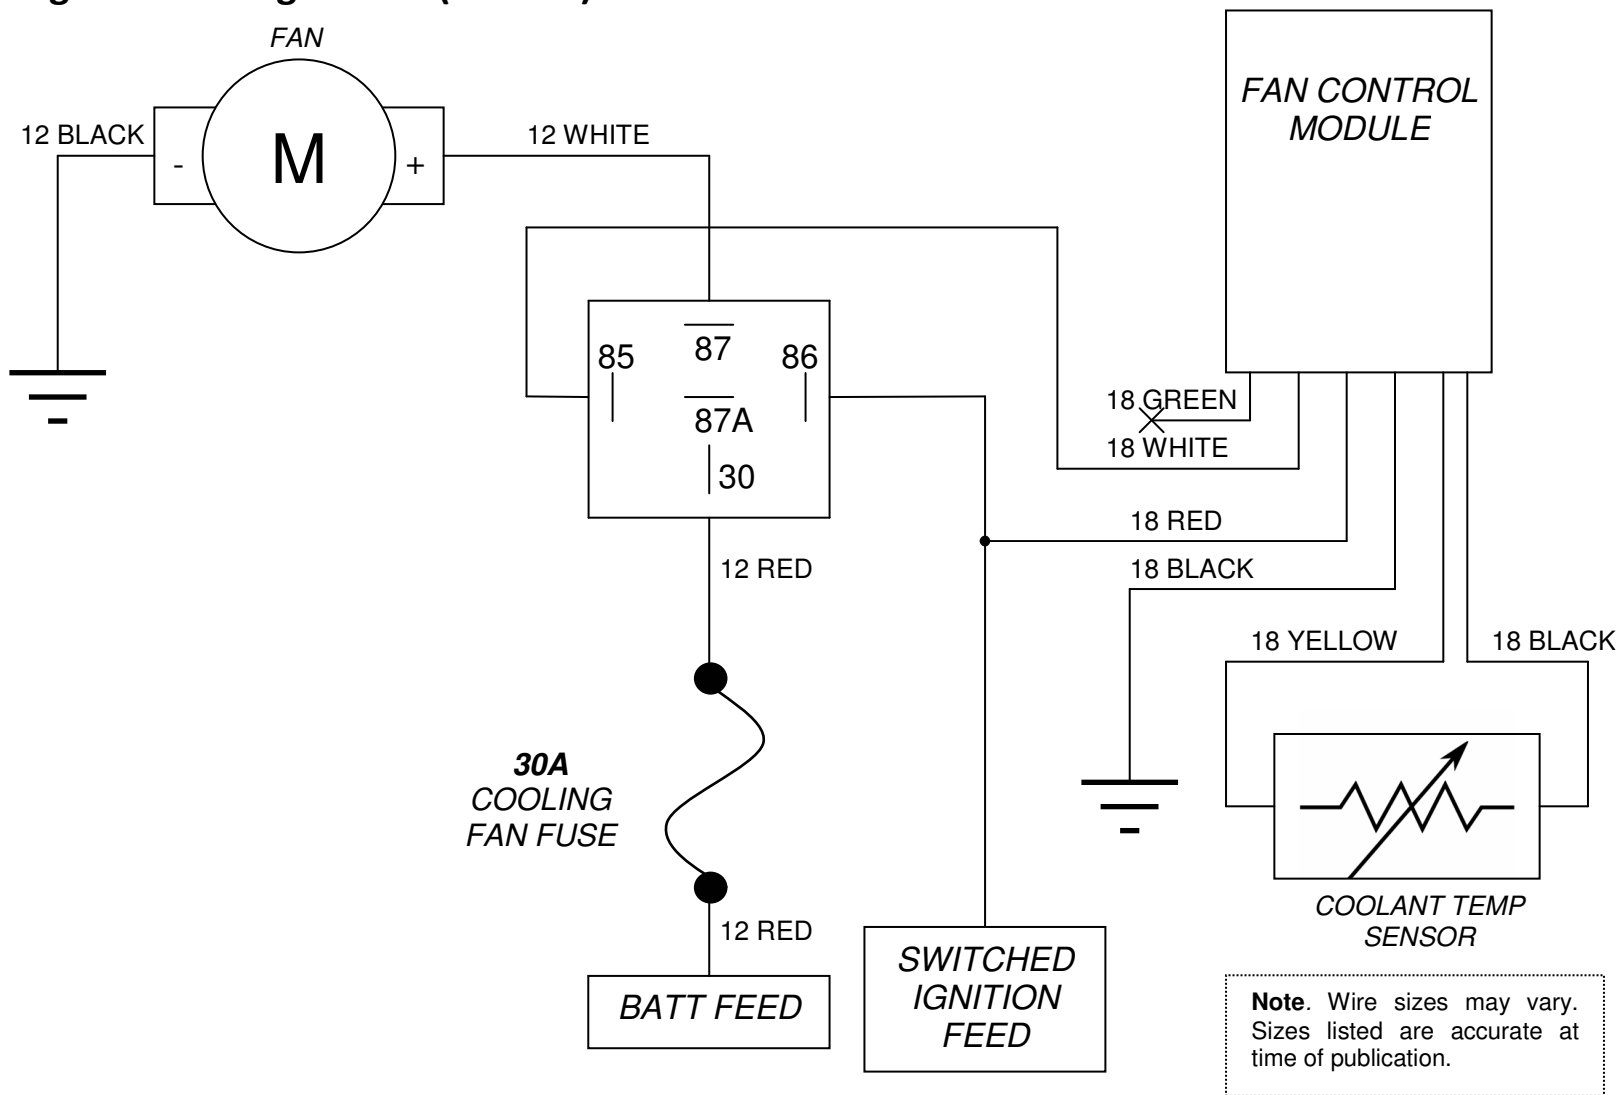 FAN
12 BLACK
-
M
+
12 WHITE
FAN CONTROL
MODULE
85
87
86
87A
30
18 GREEN
18 WHITE
18 RED
18 BLACK
12 RED
18 YELLOW
18 BLACK
30A
COOLING
FAN FUSE
12 RED
BATT FEED
SWITCHED
IGNITION
FEED
COOLANT TEMP
SENSOR
Note. Wire sizes may vary.
Sizes listed are accurate at
time of publication.